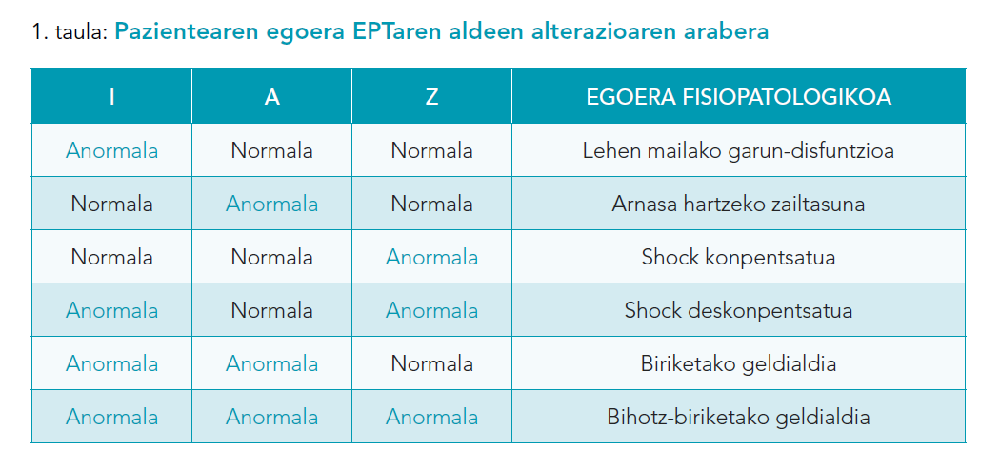 1. taula: Pazientearen egoera EPTaren aldeen alterazioaren arabera
I A Z EGOERA FISIOPATOLOGIKOA
Anormala Normala Normala Lehen mailako garun-disfuntzioa
Normala Anormala Normala Arnasa hartzeko zailtasuna
Normala Normala Anormala Shock konpentsatua
Anormala Normala Anormala Shock deskonpentsatua
Anormala Anormala Normala Biriketako geldialdia
Anormala Anormala Anormala Bihotz-biriketako geldialdia